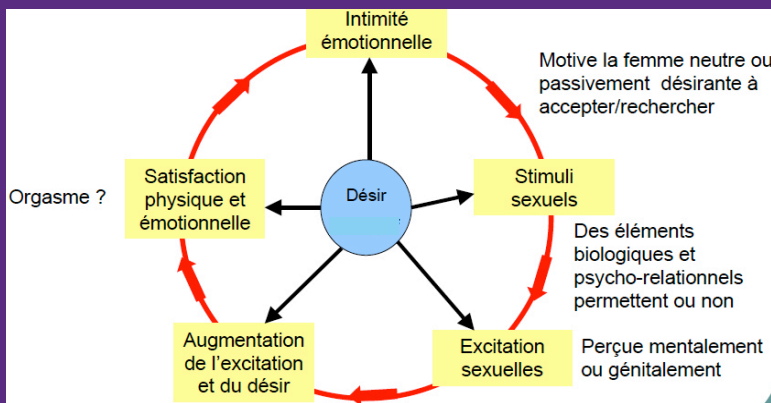 Intimité
émotionnelle
Motive la femme neutre ou
passivement désirante à
accepter/rechercher
Satisfaction
physique et
émotionnelle
Orgasme ?
Désir
Stimuli
sexuels
Des éléments
biologiques et
psycho-relationnels
permettent ou non
Augmentation
de l'excitation
et du désir
Excitation
sexuelles
Perçue mentalement
ou génitalement